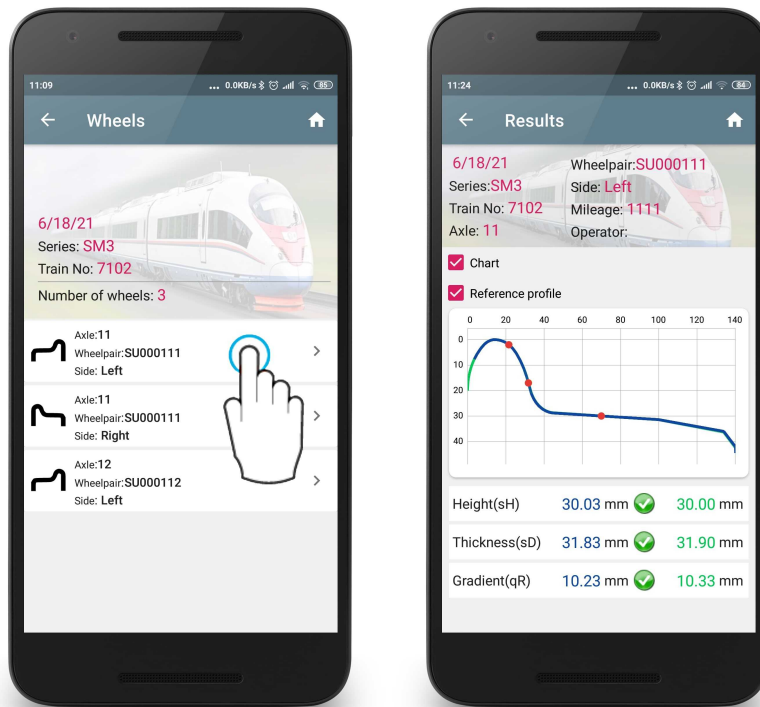 11:09
... 0.0KB/s 85
Wheels
6/18/21
Series: SM3
Train No: 7102
Number of wheels: 3
Axle:11
Wheelpair:SU000111
Side: Left
Axle:11
Wheelpair:SU000111
Side: Right
Axle:12
Wheelpair:SU000112
Side: Left
11:24
... 0.0KB/s 84
Results
6/18/21 Wheelpair:SU000111
Series:SM3 Side: Left
Train No: 7102 Mileage: 1111
Axle: 11 Operator:
Chart
Reference profile
0 20 40 60 80 100 120 140
0
10
20
30
40
Height(sH) 30.03 mm 30.00 mm
Thickness(sD) 31.83 mm 31.90 mm
Gradient(qR) 10.23 mm 10.33 mm